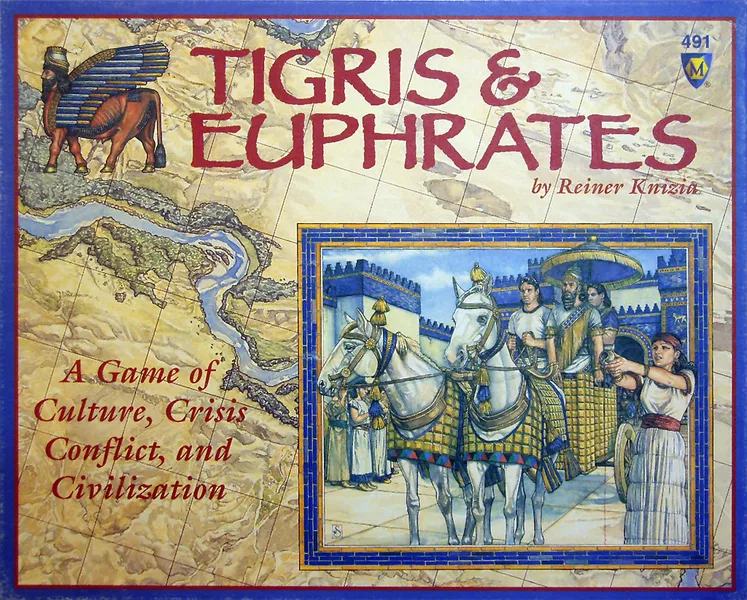 491
M
TIGRIS &
EUPHRATES
by Reiner Knizia
A Game of
Culture, Crisis
Conflict, and
Civilization